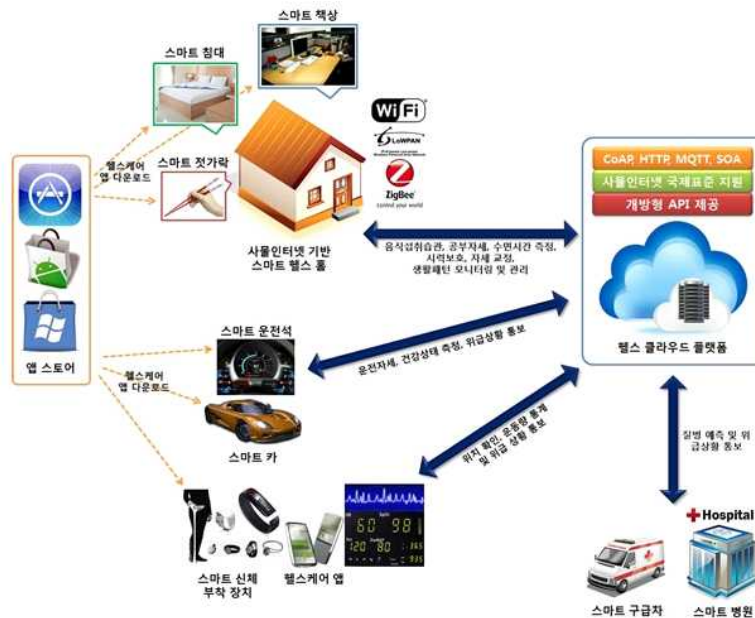 스마트 책상
스마트 침대
WiFi
6LoWPAN
헬스케어
앱 다운로드
스마트 젓가락
ZigBee
Control your world
CoAP, HTTP, MQTT, SOA
사물인터넷 국제표준 지원
개방형 API 제공
사물인터넷 기반
스마트 헬스 홈
음식섭취습관, 공부자세, 수면시간 측정,
시력보호, 자세 교정,
생활패턴 모니터링 및 관리
헬스 클라우드 플랫폼
앱 스토어
스마트 운전석
운전자세, 건강상태 측정, 위급상황 통보
헬스케어
앱 다운로드
스마트 카
위치 확인, 운동량 통계
및 위급 상황 통보
질병 예측 및 위
급상황 통보
60 98
120 80
스마트 신체
부착 장치
헬스케어 앱
Hospital
스마트 구급차
스마트 병원